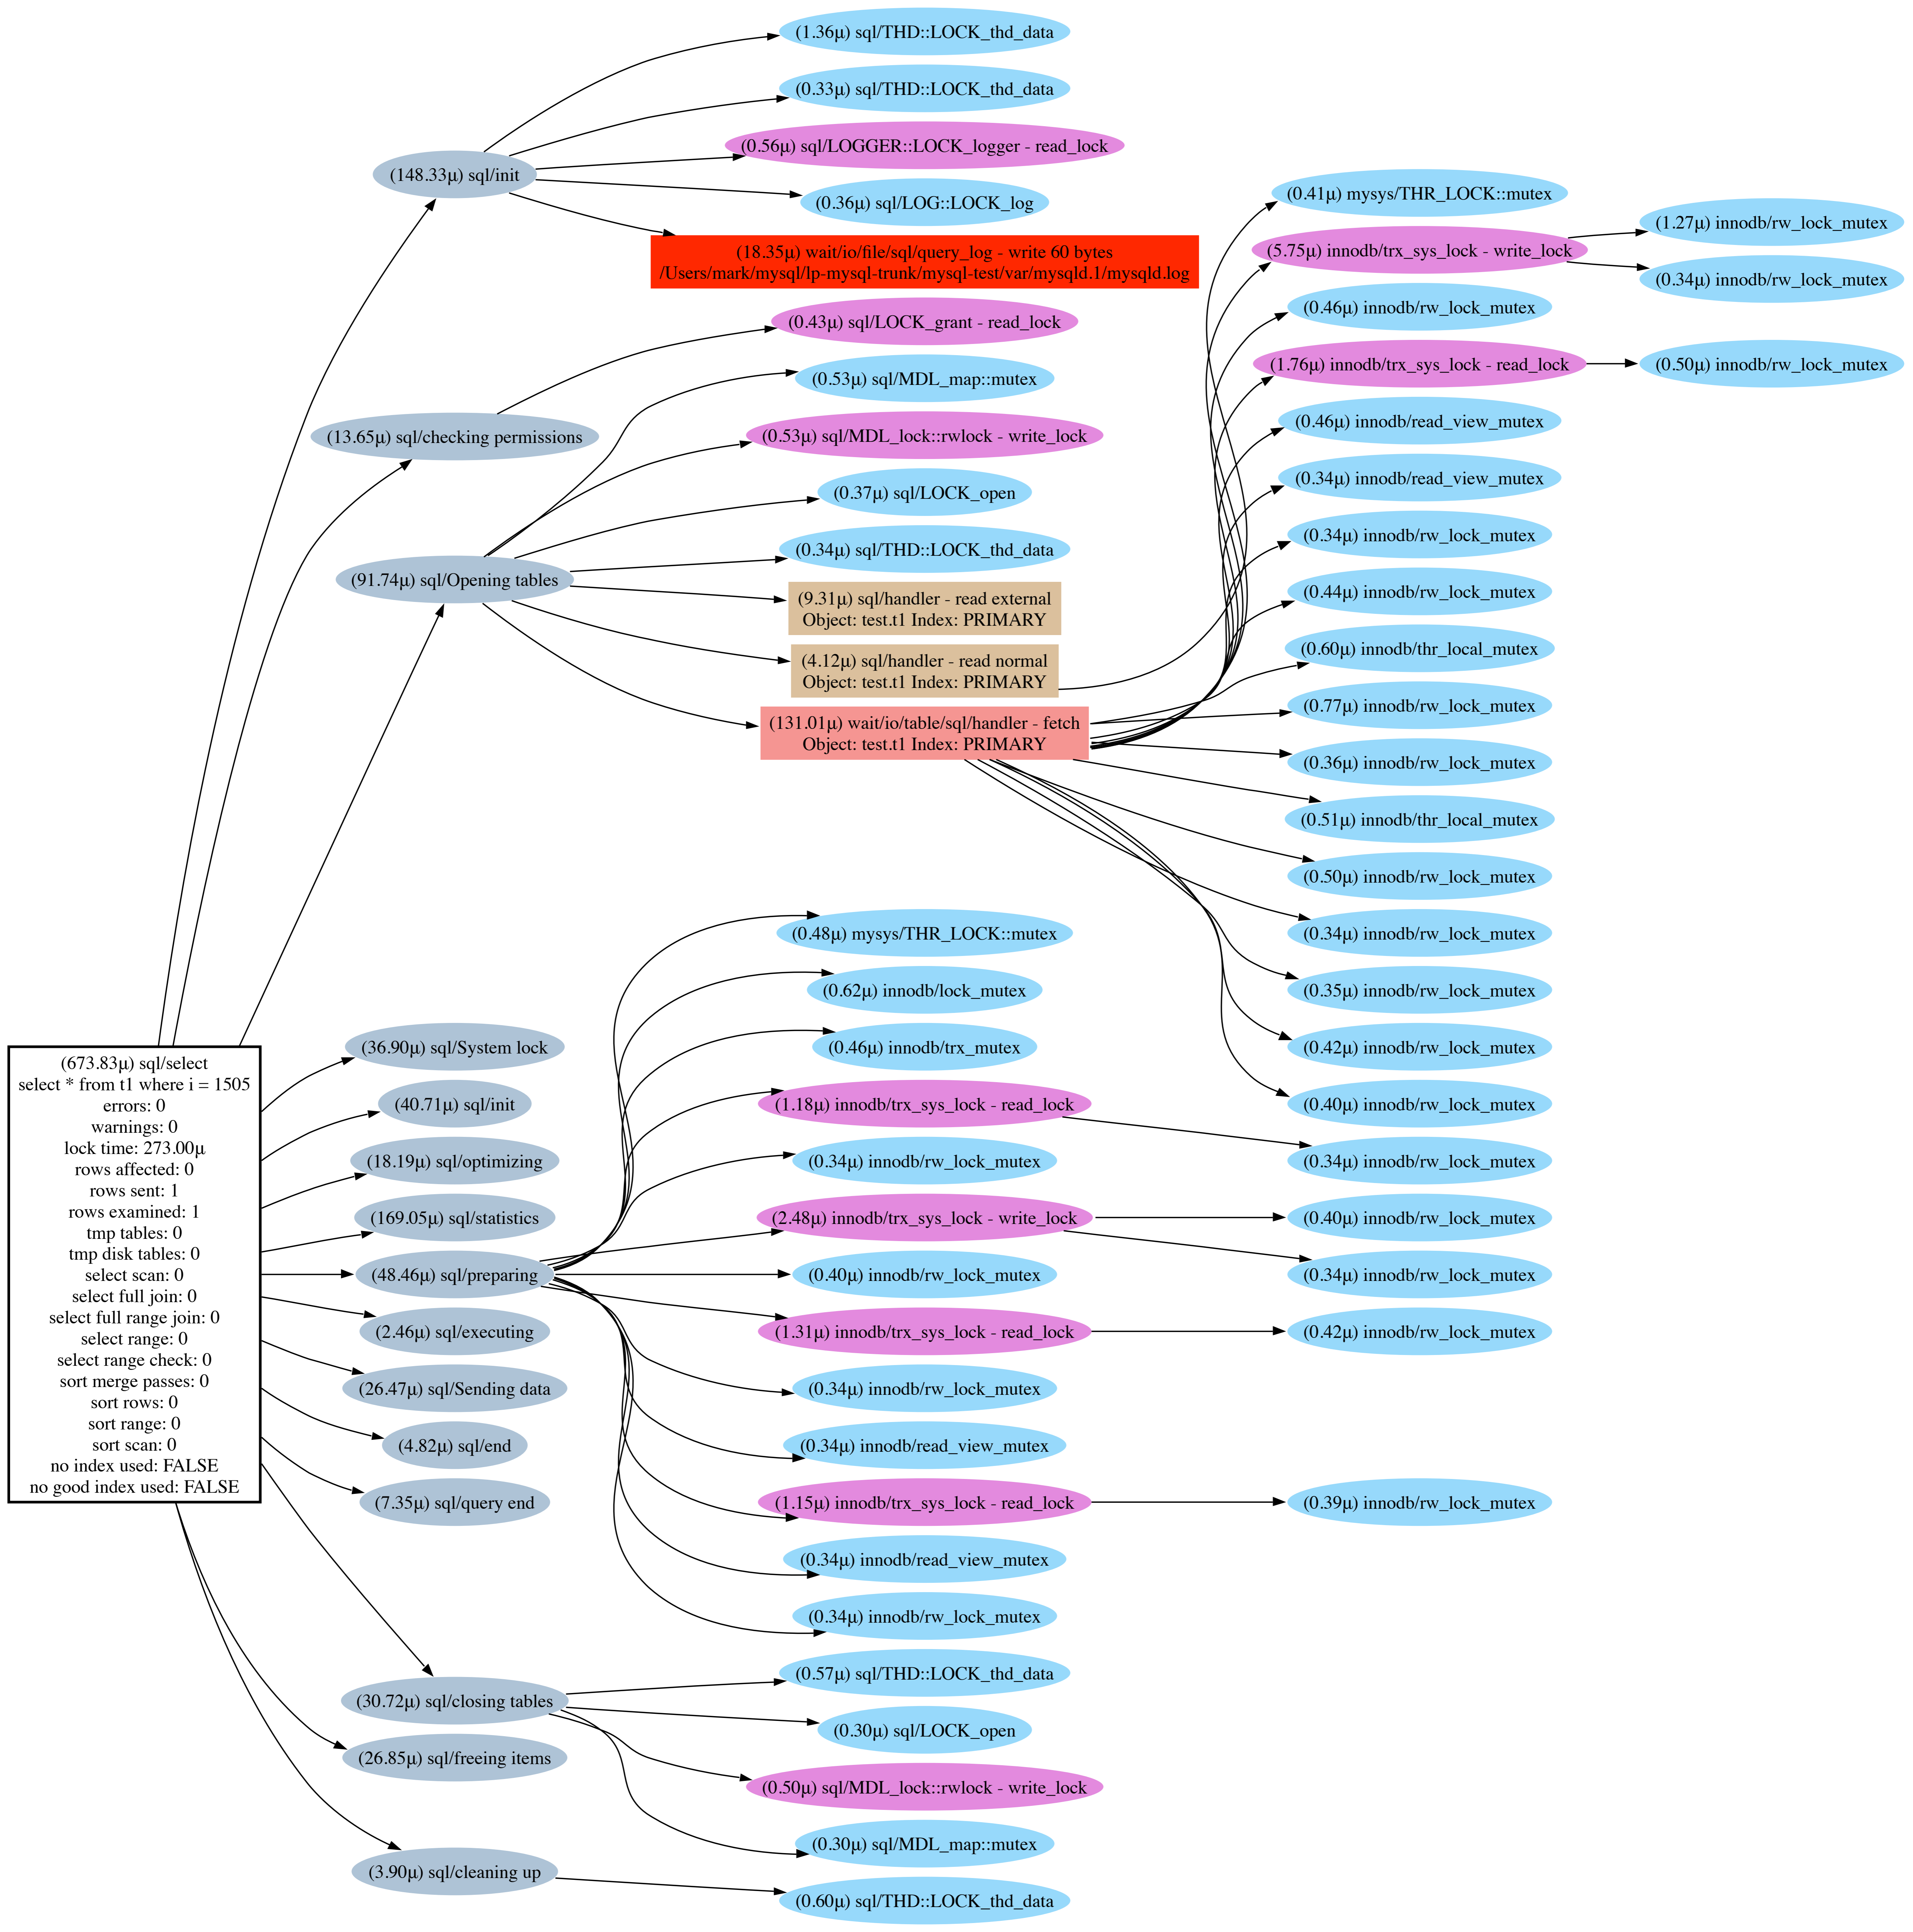 (673.83µ) sql/select
select * from t1 where i = 1505
errors: 0
warnings: 0
lock time: 273.00µ
rows affected: 0
rows sent: 1
rows examined: 1
tmp tables: 0
tmp disk tables: 0
select scan: 0
select full join: 0
select full range join: 0
select range: 0
select range check: 0
sort merge passes: 0
sort rows: 0
sort range: 0
sort scan: 0
no index used: FALSE
no good index used: FALSE
(148.33µ) sql/init
(13.65µ) sql/checking permissions
(91.74µ) sql/Opening tables
(36.90µ) sql/System lock
(40.71µ) sql/init
(18.19µ) sql/optimizing
(169.05µ) sql/statistics
(48.46µ) sql/preparing
(2.46µ) sql/executing
(26.47µ) sql/Sending data
(4.82µ) sql/end
(7.35µ) sql/query end
(30.72µ) sql/closing tables
(26.85µ) sql/freeing items
(3.90µ) sql/cleaning up
(1.36µ) sql/THD::LOCK_thd_data
(0.33µ) sql/THD::LOCK_thd_data
(0.56µ) sql/LOGGER::LOCK_logger - read_lock
(0.36µ) sql/LOG::LOCK_log
(18.35µ) wait/io/file/sql/query_log - write 60 bytes
/Users/mark/mysql/lp-mysql-trunk/mysql-test/var/mysqld.1/mysqld.log
(0.43µ) sql/LOCK_grant - read_lock
(0.53µ) sql/MDL_map::mutex
(0.53µ) sql/MDL_lock::rwlock - write_lock
(0.37µ) sql/LOCK_open
(0.34µ) sql/THD::LOCK_thd_data
(9.31µ) sql/handler - read external
Object: test.t1 Index: PRIMARY
(4.12µ) sql/handler - read normal
Object: test.t1 Index: PRIMARY
(131.01µ) wait/io/table/sql/handler - fetch
Object: test.t1 Index: PRIMARY
(0.48µ) mysys/THR_LOCK::mutex
(0.62µ) innodb/lock_mutex
(0.46µ) innodb/trx_mutex
(1.18µ) innodb/trx_sys_lock - read_lock
(0.34µ) innodb/rw_lock_mutex
(2.48µ) innodb/trx_sys_lock - write_lock
(0.40µ) innodb/rw_lock_mutex
(1.31µ) innodb/trx_sys_lock - read_lock
(0.34µ) innodb/rw_lock_mutex
(0.34µ) innodb/read_view_mutex
(1.15µ) innodb/trx_sys_lock - read_lock
(0.34µ) innodb/read_view_mutex
(0.34µ) innodb/rw_lock_mutex
(0.57µ) sql/THD::LOCK_thd_data
(0.30µ) sql/LOCK_open
(0.50µ) sql/MDL_lock::rwlock - write_lock
(0.30µ) sql/MDL_map::mutex
(0.60µ) sql/THD::LOCK_thd_data
(0.41µ) mysys/THR_LOCK::mutex
(5.75µ) innodb/trx_sys_lock - write_lock
(0.46µ) innodb/rw_lock_mutex
(1.76µ) innodb/trx_sys_lock - read_lock
(0.46µ) innodb/read_view_mutex
(0.34µ) innodb/read_view_mutex
(0.34µ) innodb/rw_lock_mutex
(0.44µ) innodb/rw_lock_mutex
(0.60µ) innodb/thr_local_mutex
(0.77µ) innodb/rw_lock_mutex
(0.36µ) innodb/rw_lock_mutex
(0.51µ) innodb/thr_local_mutex
(0.50µ) innodb/rw_lock_mutex
(0.34µ) innodb/rw_lock_mutex
(0.35µ) innodb/rw_lock_mutex
(0.42µ) innodb/rw_lock_mutex
(0.40µ) innodb/rw_lock_mutex
(0.34µ) innodb/rw_lock_mutex
(0.40µ) innodb/rw_lock_mutex
(0.34µ) innodb/rw_lock_mutex
(0.42µ) innodb/rw_lock_mutex
(0.39µ) innodb/rw_lock_mutex
(1.27µ) innodb/rw_lock_mutex
(0.34µ) innodb/rw_lock_mutex
(0.50µ) innodb/rw_lock_mutex